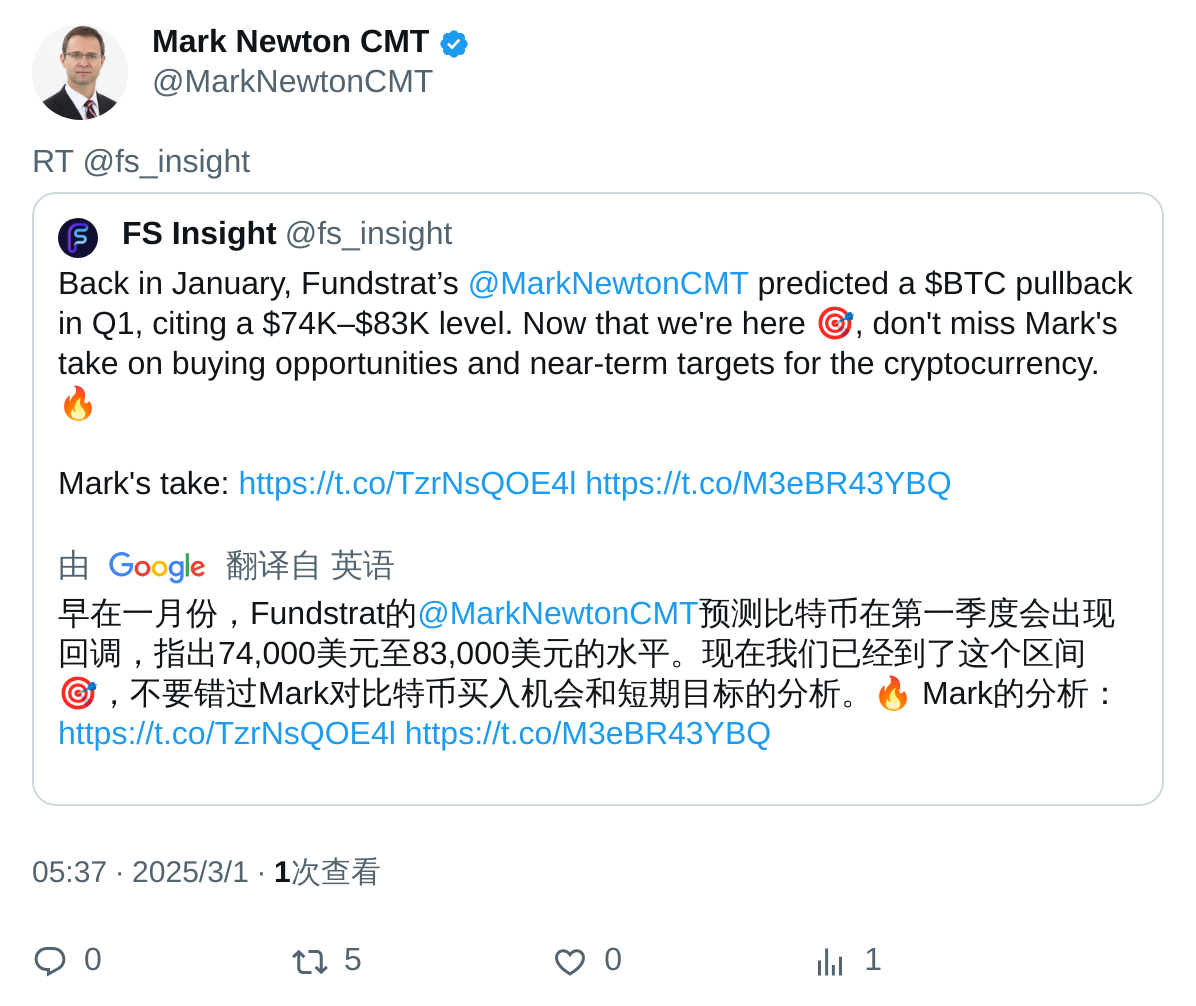 Mark Newton CMT
@MarkNewtonCMT
RT @fs_insight
FS Insight @fs_insight
Back in January, Fundstrat’s @MarkNewtonCMT predicted a $BTC pullback
in Q1, citing a $74K–$83K level. Now that we're here 🎯, don't miss Mark's
take on buying opportunities and near-term targets for the cryptocurrency.
🔥
Mark's take: https://t.co/TzrNsQOE4l https://t.co/M3eBR43YBQ
由 Google 翻译自 英语
早在一月份，Fundstrat的@MarkNewtonCMT预测比特币在第一季度会出现
回调，指出74,000美元至83,000美元的水平。现在我们已经到了这个区间
🎯，不要错过Mark对比特币买入机会和短期目标的分析。🔥 Mark的分析：
https://t.co/TzrNsQOE4l https://t.co/M3eBR43YBQ
05:37 · 2025/3/1 · 1次查看
0 5 0 1